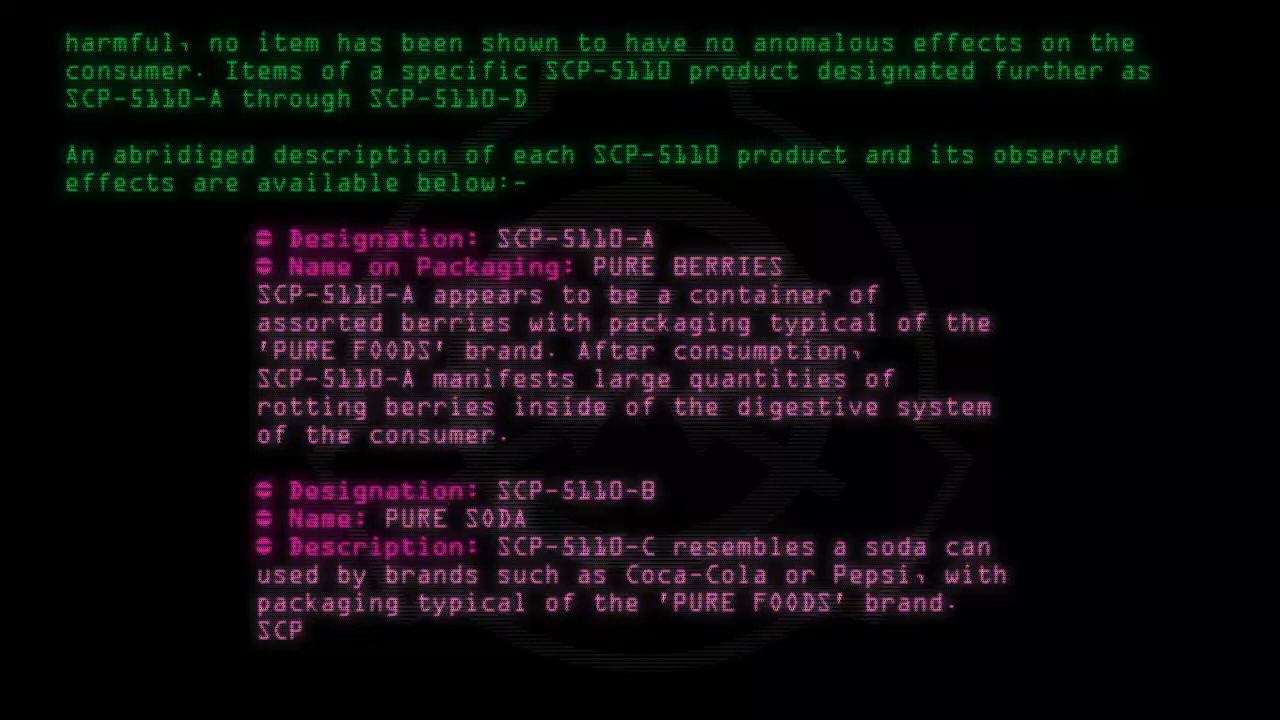 harmful, no item has been shown to have no anomalous effects on the
consumer. Items of a specific SCP-5110 product designated further as
SCP-5110-A through SCP-5110-D
An abridiged description of each SCP-5110 product and its observed
effects are available below:-
Designation: SCP-5110-A
Name on Packaging: PURE BERRIES
SCP-5110-A appears to be a container of
assorted berries with packaging typical of the
'PURE FOODS' brand. After consumption,
SCP-5110-A manifests large quantities of
rotting berries inside of the digestive system
of the consumer.
Designation: SCP-5110-B
Name: PURE SODA
Description: SCP-5110-C resembles a soda can
used by brands such as Coca-Cola or Pepsi, with
packaging typical of the 'PURE FOODS' brand.
SCP